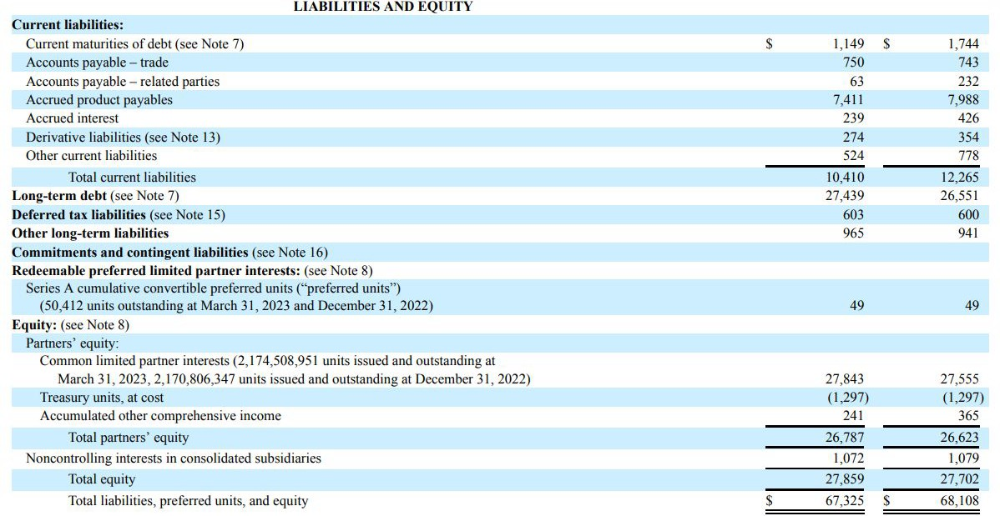 LIABILITIES AND EQUITY
Current liabilities:
Current maturities of debt (see Note 7) $ 1,149 $ 1,744
Accounts payable – trade 750 743
Accounts payable – related parties 63 232
Accrued product payables 7,411 7,988
Accrued interest 239 426
Derivative liabilities (see Note 13) 274 354
Other current liabilities 524 778
Total current liabilities 10,410 12,265
Long-term debt (see Note 7) 27,439 26,551
Deferred tax liabilities (see Note 15) 603 600
Other long-term liabilities 965 941
Commitments and contingent liabilities (see Note 16)
Redeemable preferred limited partner interests: (see Note 8)
Series A cumulative convertible preferred units (“preferred units”)
(50,412 units outstanding at March 31, 2023 and December 31, 2022) 49 49
Equity: (see Note 8)
Partners’ equity:
Common limited partner interests (2,174,508,951 units issued and outstanding at
March 31, 2023, 2,170,806,347 units issued and outstanding at December 31, 2022) 27,843 27,555
Treasury units, at cost (1,297) (1,297)
Accumulated other comprehensive income 241 365
Total partners’ equity 26,787 26,623
Noncontrolling interests in consolidated subsidiaries 1,072 1,079
Total equity 27,859 27,702
Total liabilities, preferred units, and equity $ 67,325 $ 68,108